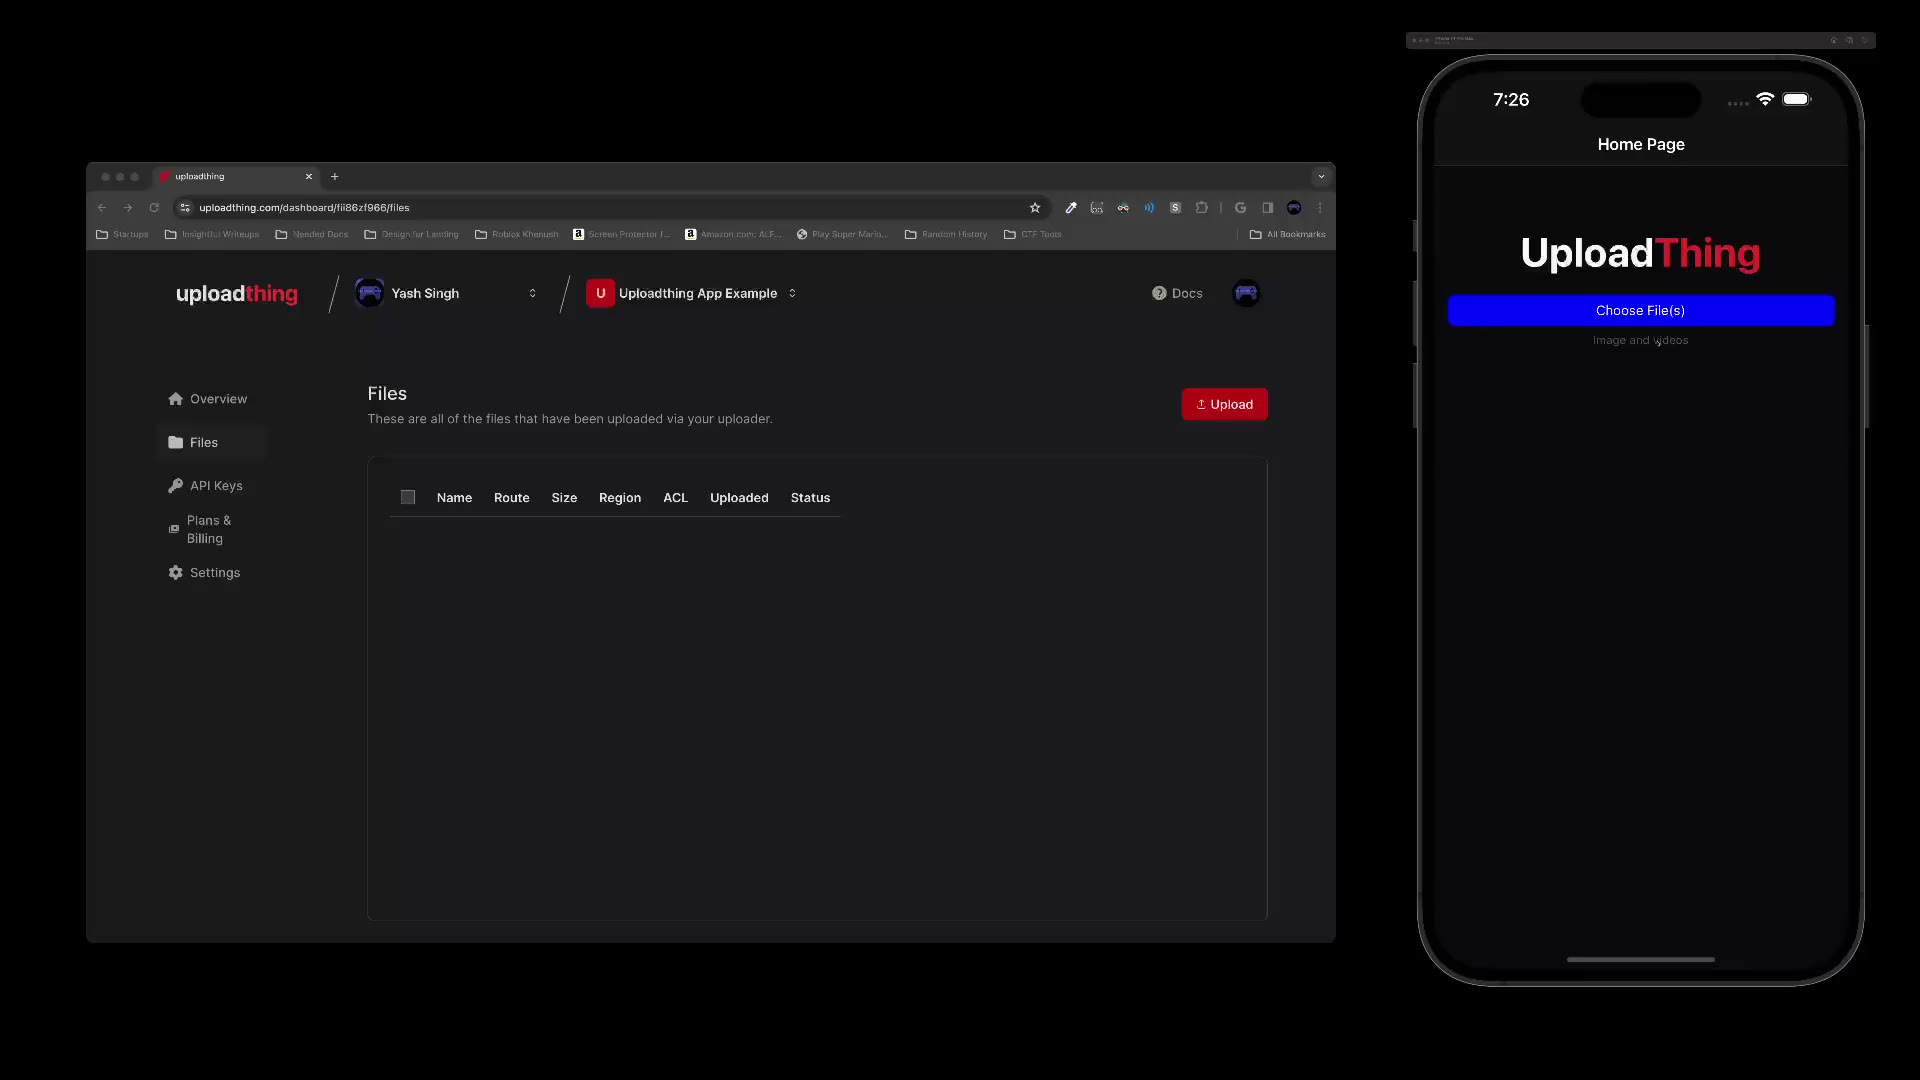 uploadthing
uploadthing.com/dashboard/fii86zf966/files
Startups
Insightful Writeups
Needed Docs
Design for Landing
Roblox Khenush
Screen Protector I...
Amazon.com: ALF...
Play Super Mario...
Random History
CTF Tools
All Bookmarks
uploadthing
Yash Singh
U
Uploadthing App Example
Docs
Overview
Files
API Keys
Plans &
Billing
Settings
Files
These are all of the files that have been uploaded via your uploader.
Upload
Name Route Size Region ACL Uploaded Status
7:26
Home Page
UploadThing
Choose File(s)
Image and videos